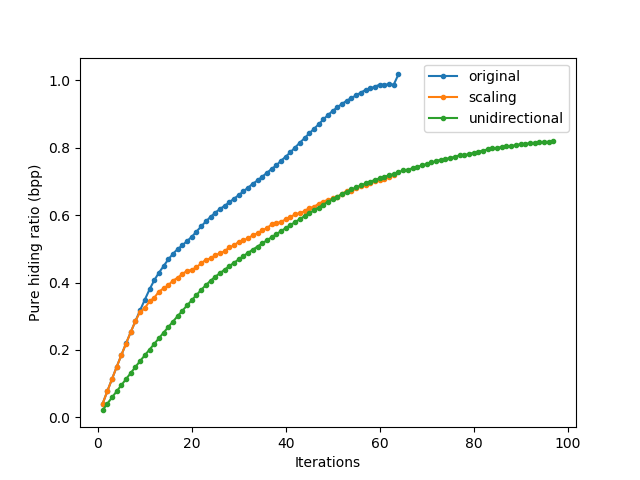 original
scaling
unidirectional
1.0
0.8
0.6
0.4
0.2
0.0
Pure hiding ratio (bpp)
0 20 40 60 80 100
Iterations